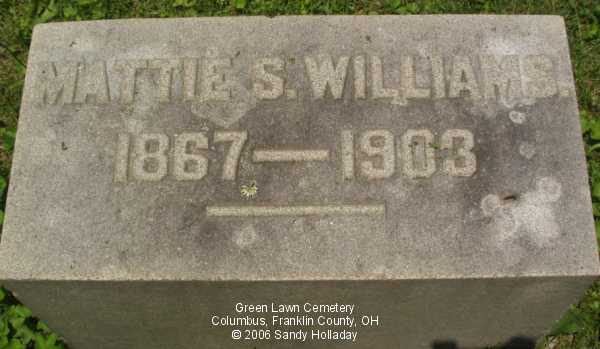 MATTIE S. WILLIAMS.
1867 — 1903
Green Lawn Cemetery
Columbus, Franklin County, OH
© 2006 Sandy Holladay